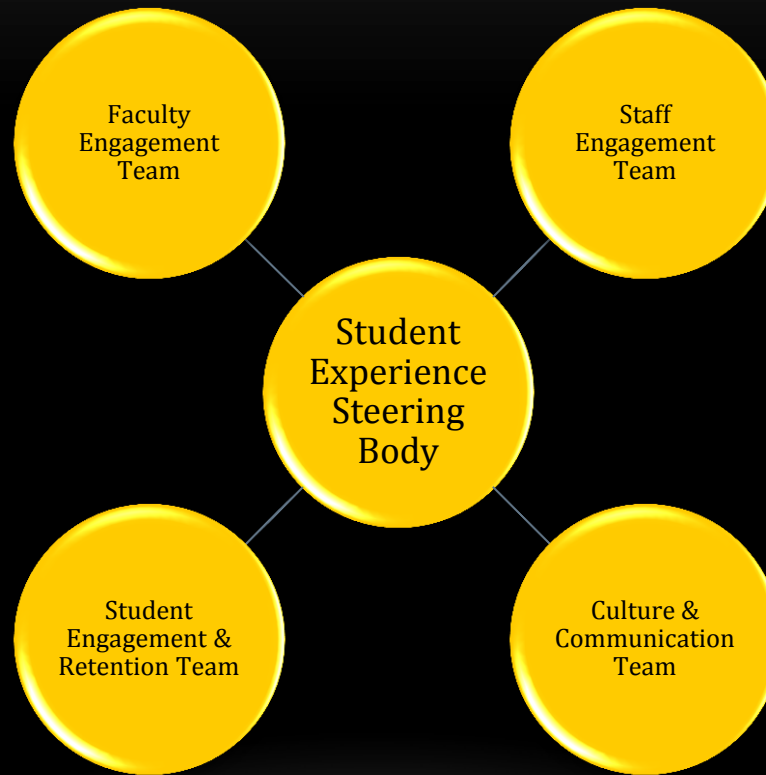 Faculty
Engagement
Team
Staff
Engagement
Team
Student
Experience
Steering
Body
Student
Engagement &
Retention Team
Culture &
Communication
Team